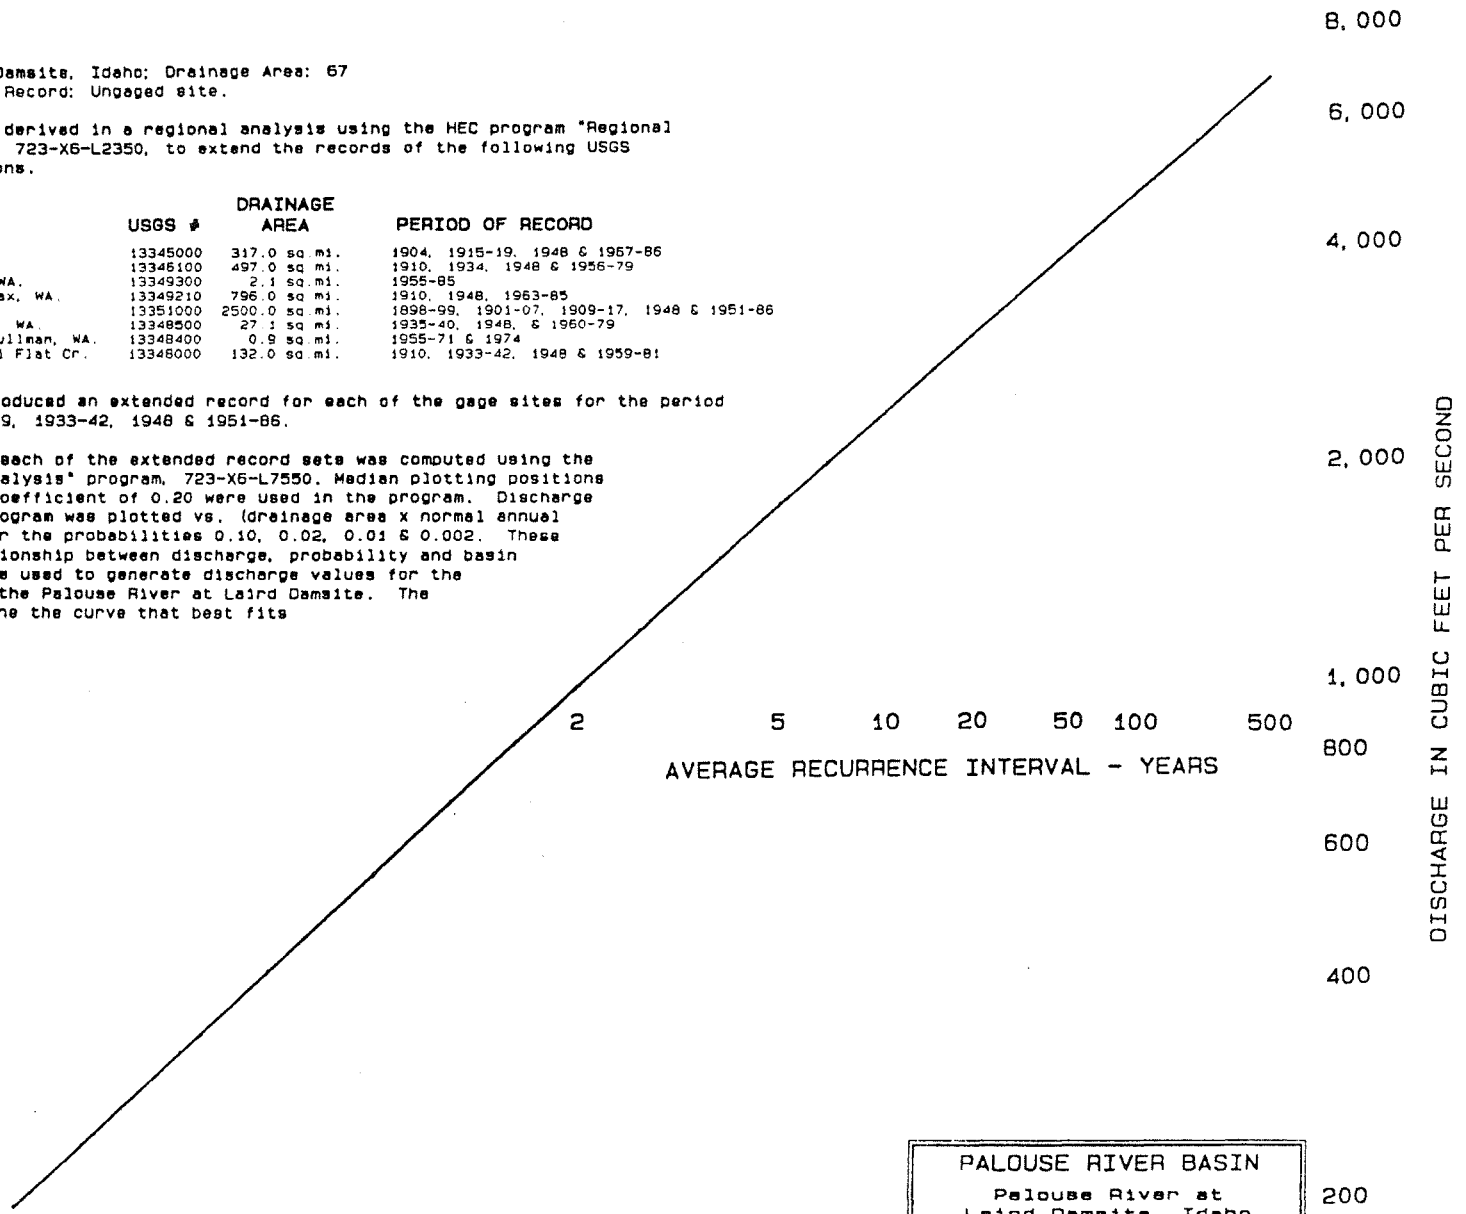 8,000
Damsite, Idaho; Drainage Area: 67
Record: Ungaged site.
6,000
derived in a regional analysis using the HEC program "Regional
723-X6-L2350, to extend the records of the following USGS
ons.
DRAINAGE
USGS # AREA PERIOD OF RECORD
13345000 317.0 sq.mi. 1904, 1915-19, 1948 & 1967-86
13346100 497.0 sq mi. 1910, 1934, 1948 & 1956-79
WA. 13349300 2.1 sq mi. 1955-85
ax, WA. 13349210 796.0 sq mi. 1910, 1948, 1963-85
13351000 2500.0 sq mi. 1898-99, 1901-07, 1909-17, 1948 & 1951-86
WA. 13348500 27.1 sq mi. 1935-40, 1948, & 1960-79
ullman, WA. 13348400 0.9 sq.mi. 1955-71 & 1974
d Flat Cr. 13346000 132.0 sq.mi. 1910, 1933-42, 1948 & 1959-81
4,000
oduced an extended record for each of the gage sites for the period
9, 1933-42, 1948 & 1951-86.
each of the extended record sets was computed using the
alysis" program, 723-X6-L7550. Median plotting positions
oefficient of 0.20 were used in the program. Discharge
ogram was plotted vs. (drainage area x normal annual
r the probabilities 0.10, 0.02, 0.01 & 0.002. These
ionship between discharge, probability and basin
e used to generate discharge values for the
the Palouse River at Laird Damsite. The
ne the curve that best fits
2,000
1,000
2 5 10 20 50 100 500
AVERAGE RECURRENCE INTERVAL - YEARS
800
600
400
200
DISCHARGE IN CUBIC FEET PER SECOND
PALOUSE RIVER BASIN
Palouse River at
Laird Damsite, Idaho